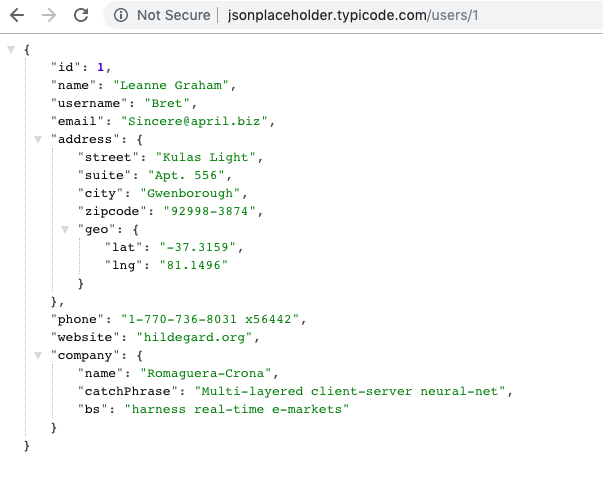 Not Secure | jsonplaceholder.typicode.com/users/1
{
"id": 1,
"name": "Leanne Graham",
"username": "Bret",
"email": "Sincere@april.biz",
"address": {
"street": "Kulas Light",
"suite": "Apt. 556",
"city": "Gwenborough",
"zipcode": "92998-3874",
"geo": {
"lat": "-37.3159",
"lng": "81.1496"
}
},
"phone": "1-770-736-8031 x56442",
"website": "hildegard.org",
"company": {
"name": "Romaguera-Crona",
"catchPhrase": "Multi-layered client-server neural-net",
"bs": "harness real-time e-markets"
}
}